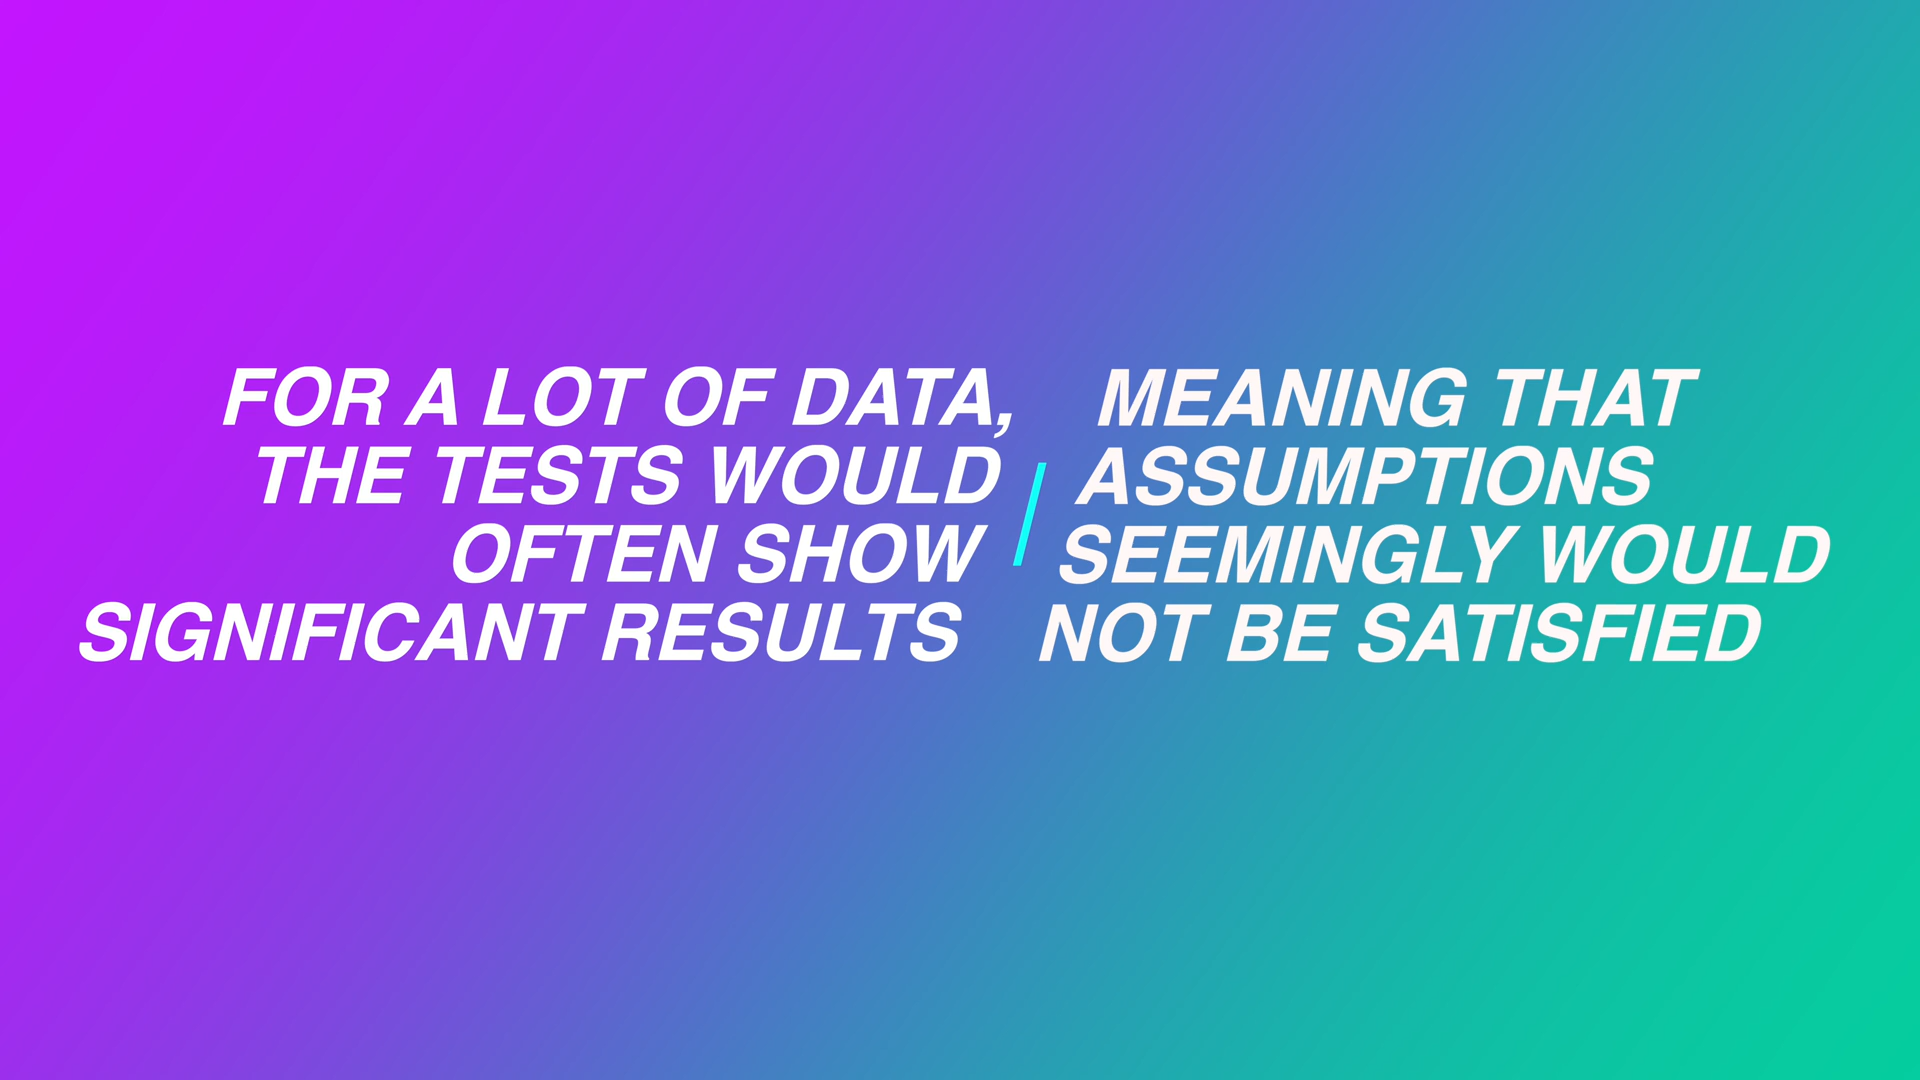 FOR A LOT OF DATA,
THE TESTS WOULD
OFTEN SHOW
SIGNIFICANT RESULTS
/
MEANING THAT
ASSUMPTIONS
SEEMINGLY WOULD
NOT BE SATISFIED